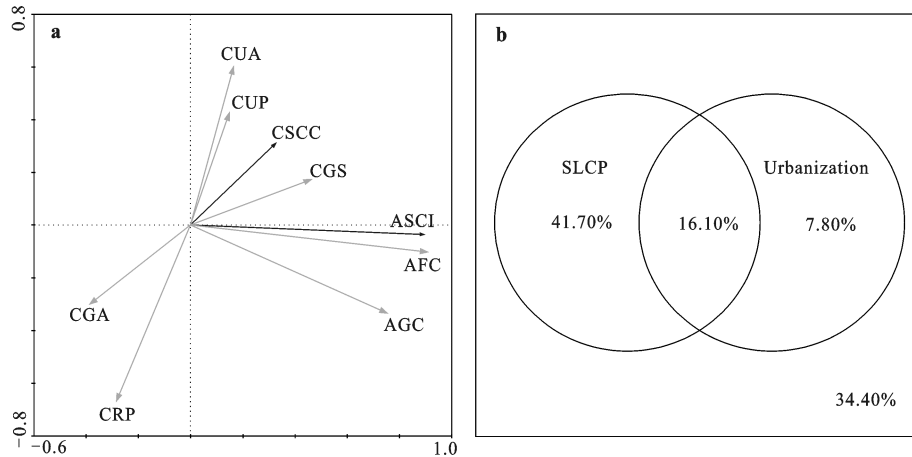 0.8
a
CUA
CUP
CSCC
CGS
ASCI
AFC
AGC
CGA
CRP
−0.8
−0.6
1.0
b
SLCP
Urbanization
41.70%
16.10%
7.80%
34.40%